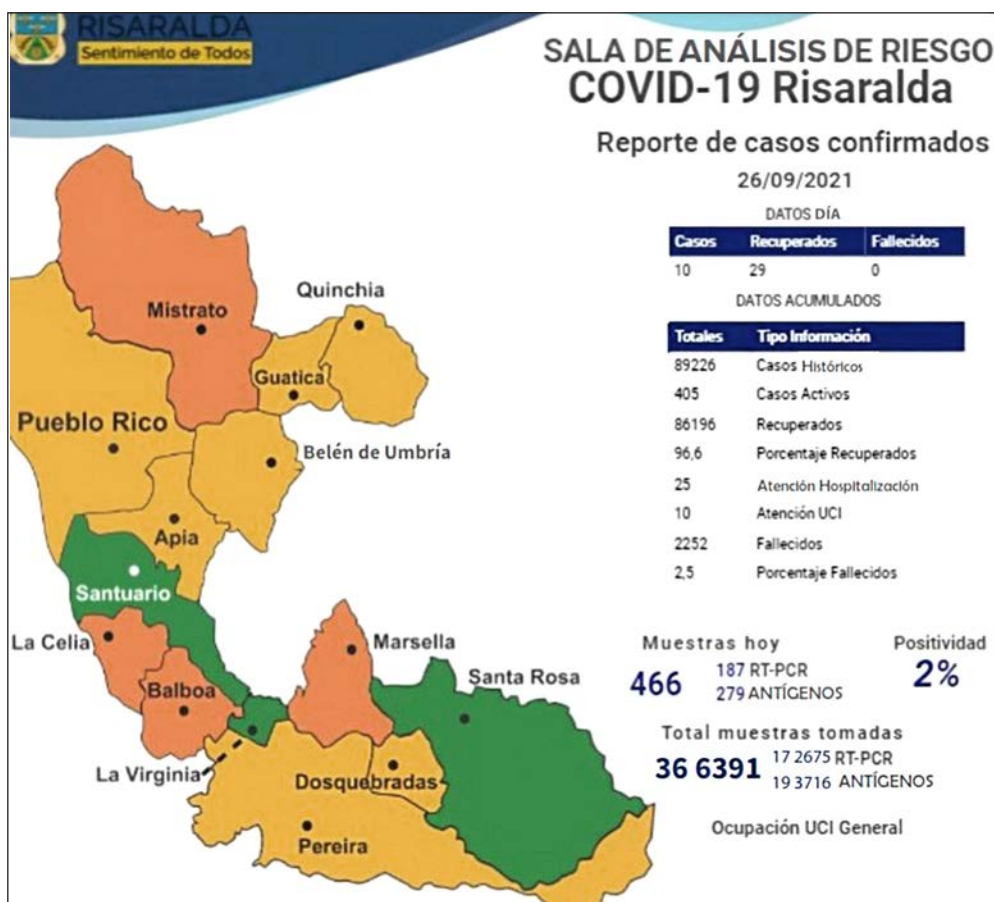 RISARALDA
Sentimiento de Todos
SALA DE ANÁLISIS DE RIESGO
COVID-19 Risaralda
Reporte de casos confirmados
26/09/2021
DATOS DÍA
Casos Recuperados Fallecidos
10 29 0
DATOS ACUMULADOS
Totales Tipo Información
89226 Casos Históricos
405 Casos Activos
86196 Recuperados
96,6 Porcentaje Recuperados
25 Atención Hospitalización
10 Atención UCI
2252 Fallecidos
2,5 Porcentaje Fallecidos
Muestras hoy
466
187 RT-PCR
279 ANTÍGENOS
Positividad
2%
Total muestras tomadas
36 6391
17 2675 RT-PCR
19 3716 ANTÍGENOS
Ocupación UCI General
Mistrato
Quinchia
Guatica
Pueblo Rico
Belén de Umbría
Apia
Santuario
La Celia
Marsella
Santa Rosa
Balboa
La Virginia
Dosquebradas
Pereira